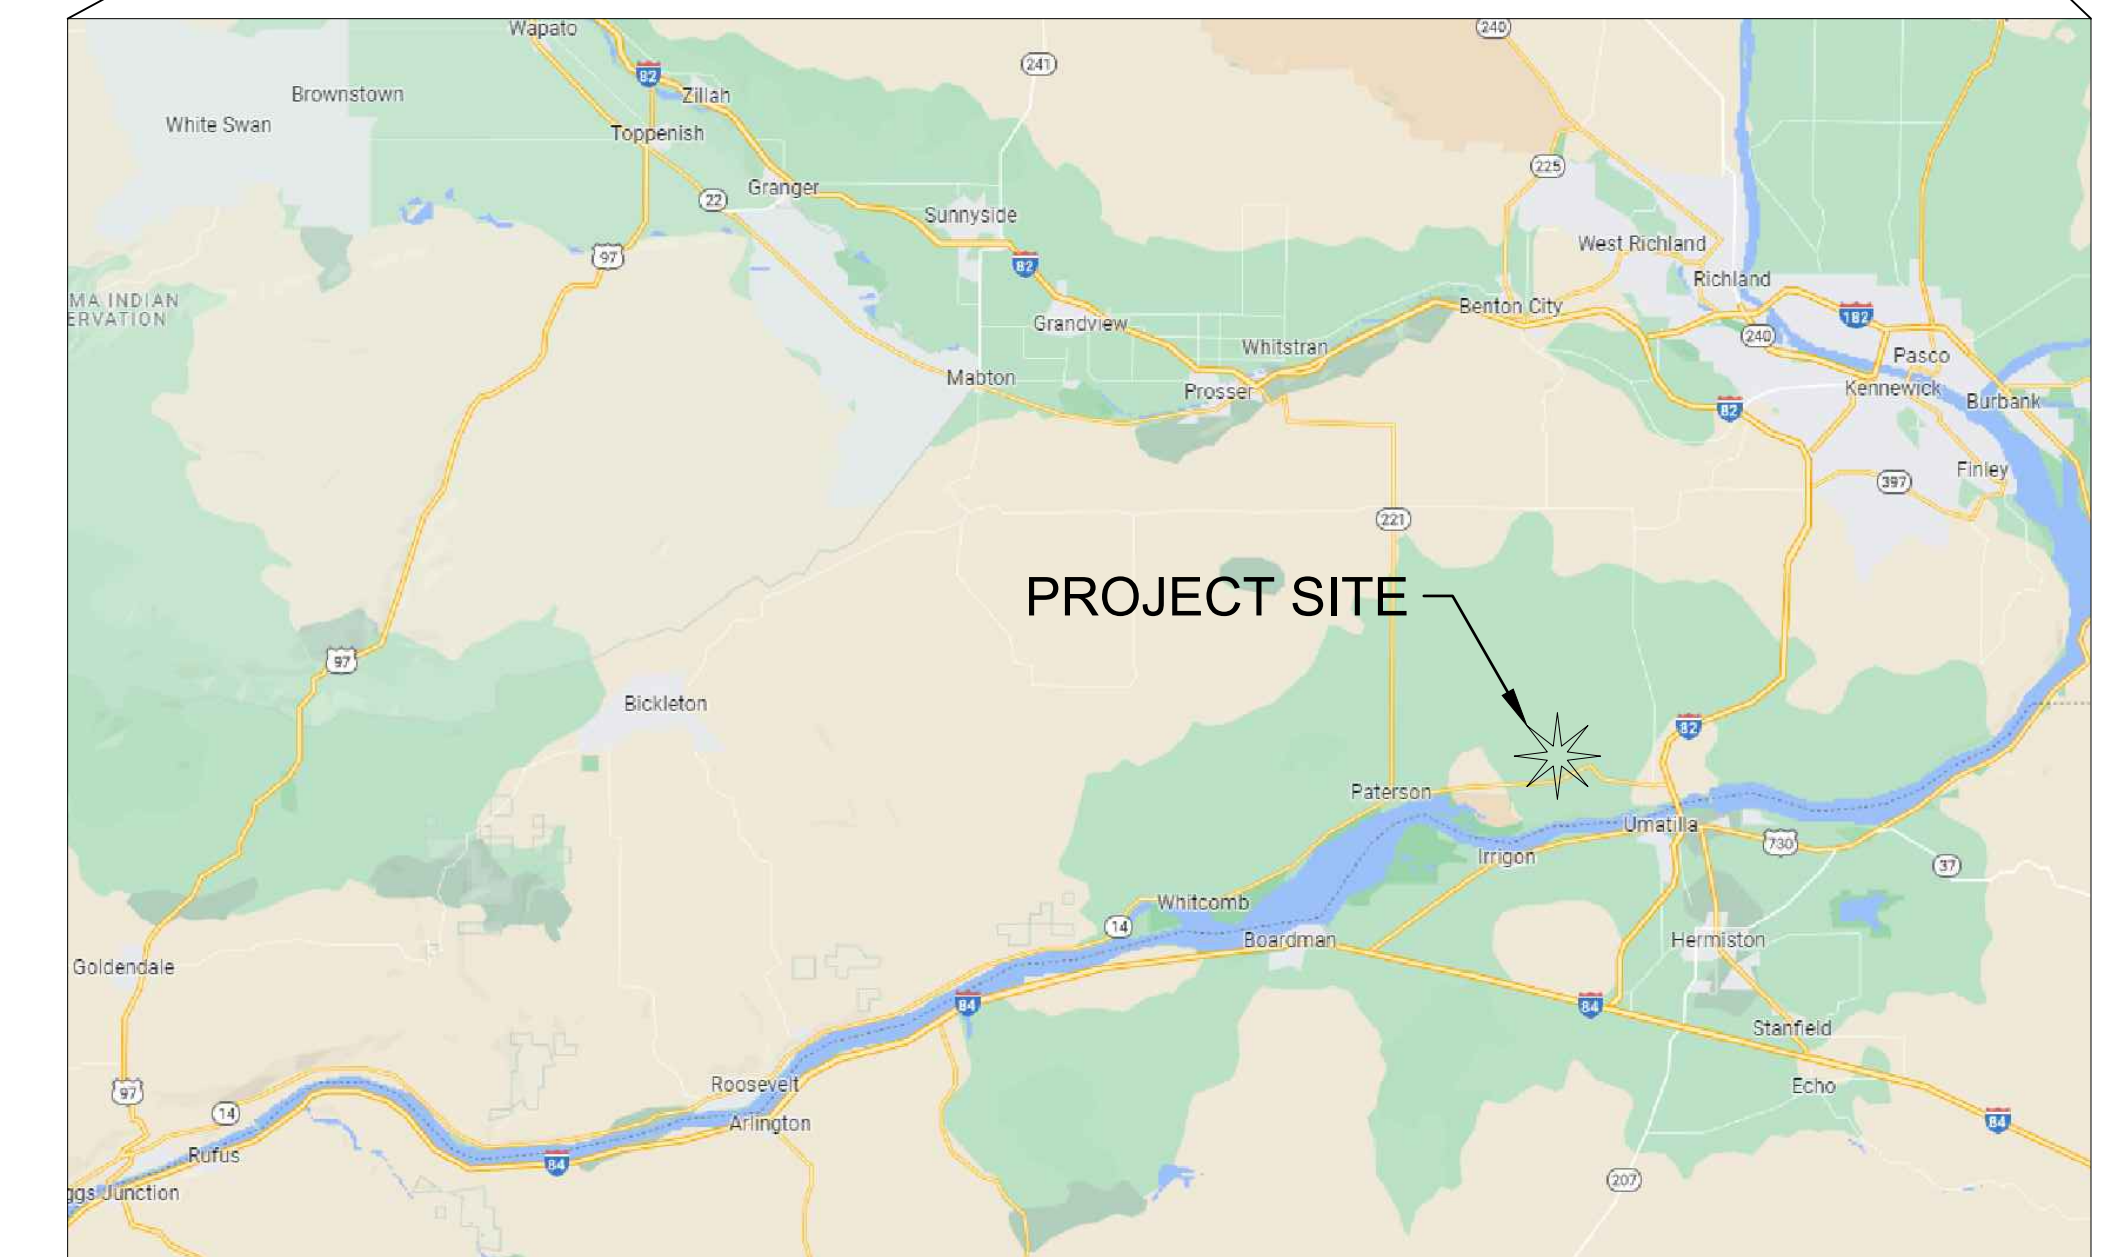 Wapato
240
241
82
Brownstown
Zillah
White Swan
Toppenish
225
Granger
22
Sunnyside
West Richland
97
82
Richland
MA INDIAN
ERVATION
Benton City
182
Grandview
240
Whitstran
Pasco
Mabton
Prosser
Kennewick
Burbank
82
Finley
397
221
PROJECT SITE
97
Bickleton
82
Paterson
Umatilla
730
Irrigon
37
Whitcomb
14
Boardman
Hermiston
Goldendale
84
84
Stanfield
Roosevelt
Echo
97
14
Arlington
84
Rufus
84
207
ggs Junction